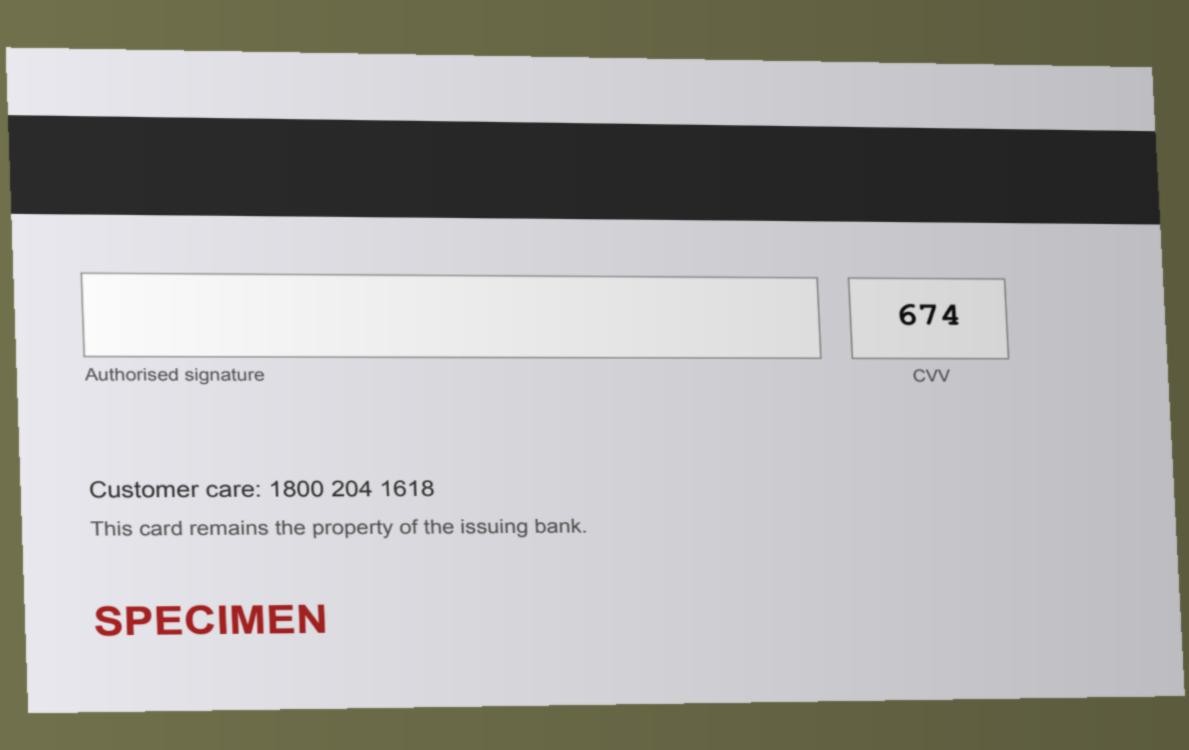 674
Authorised signature
CVV
Customer care: 1800 204 1618
This card remains the property of the issuing bank.
SPECIMEN